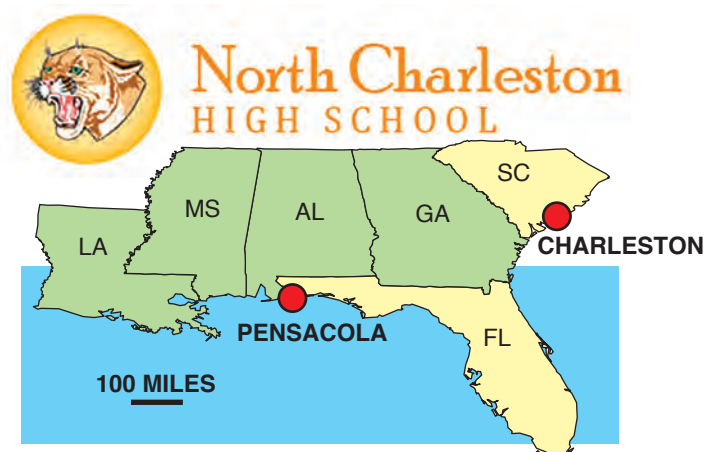 North Charleston
HIGH SCHOOL
SC
MS
AL
GA
LA
CHARLESTON
PENSACOLA
FL
100 MILES